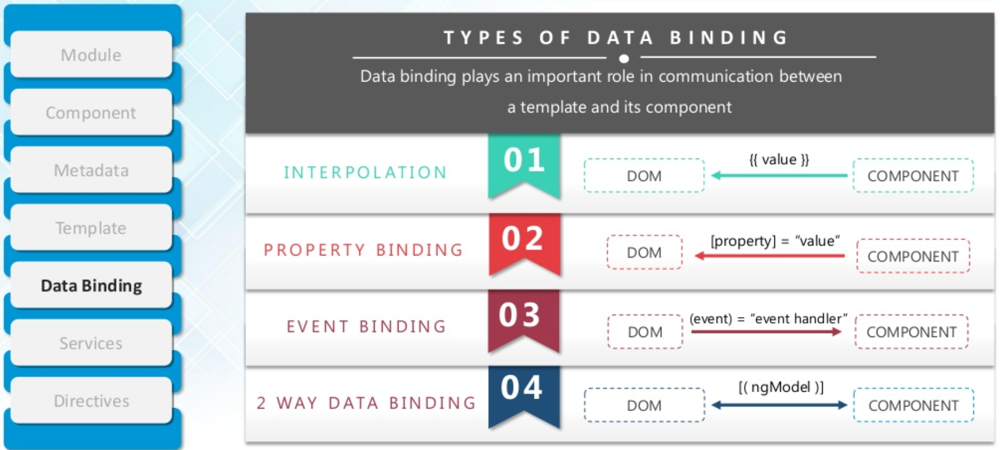 Module
Component
Metadata
Template
Data Binding
Services
Directives
TYPES OF DATA BINDING
Data binding plays an important role in communication between
a template and its component
INTERPOLATION
01
DOM
{{ value }}
COMPONENT
PROPERTY BINDING
02
DOM
[property] = “value”
COMPONENT
EVENT BINDING
03
DOM
(event) = “event handler”
COMPONENT
2 WAY DATA BINDING
04
DOM
[( ngModel )]
COMPONENT